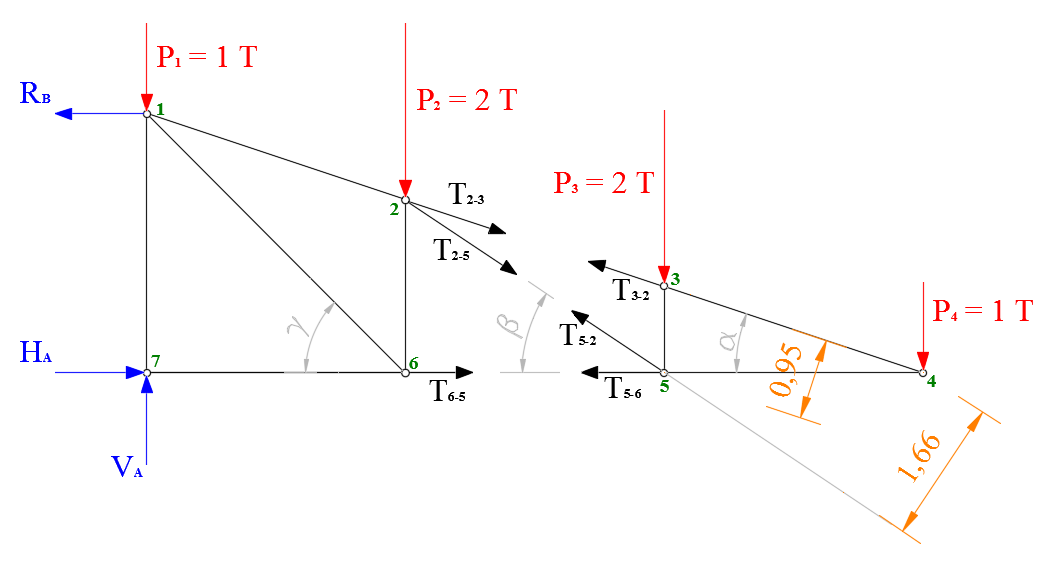 P₁ = 1 T
R_B
1
P₂ = 2 T
P₃ = 2 T
T₂₋₃
2
T₂₋₅
3
T₃₋₂
P₄ = 1 T
γ
β
T₅₋₂
α
0,95
H_A
7
6
T₆₋₅
5
T₅₋₆
4
1,66
V_A